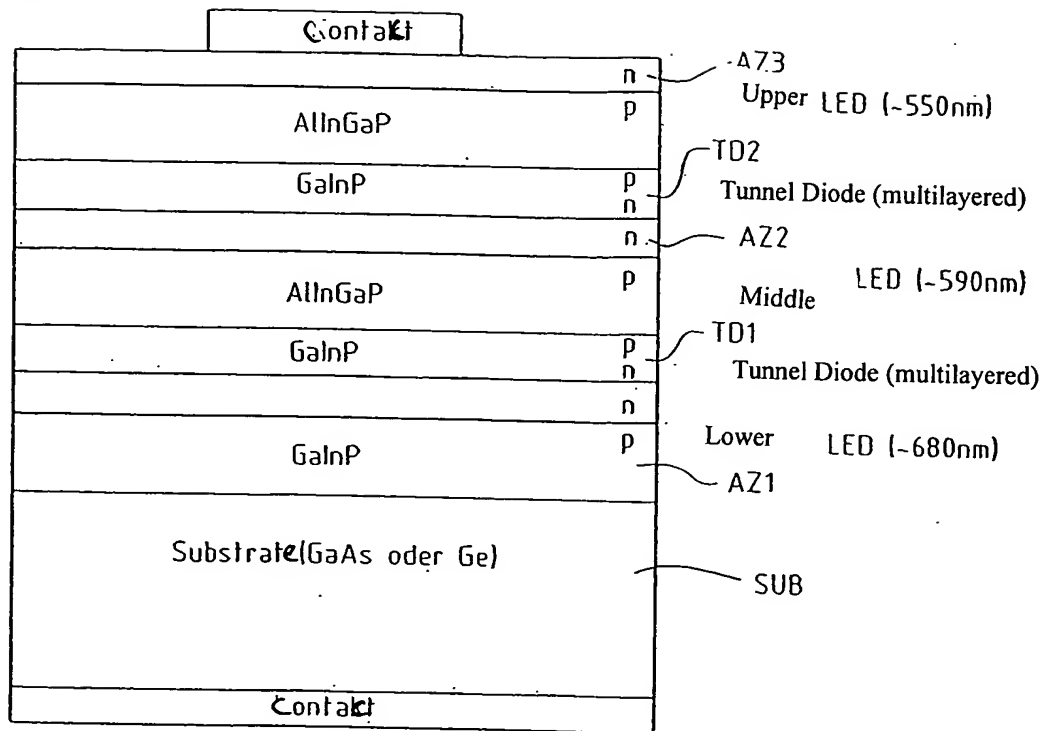 Contakt
n A73
p Upper LED (~550nm)
AlInGaP
TD2
GaInP p
n Tunnel Diode (multilayered)
n AZ2
p LED (~590nm)
AlInGaP Middle
TD1
GaInP p
n Tunnel Diode (multilayered)
n
p Lower LED (~680nm)
GaInP
AZ1
Substrate(GaAs oder Ge)
SUB
Contakt